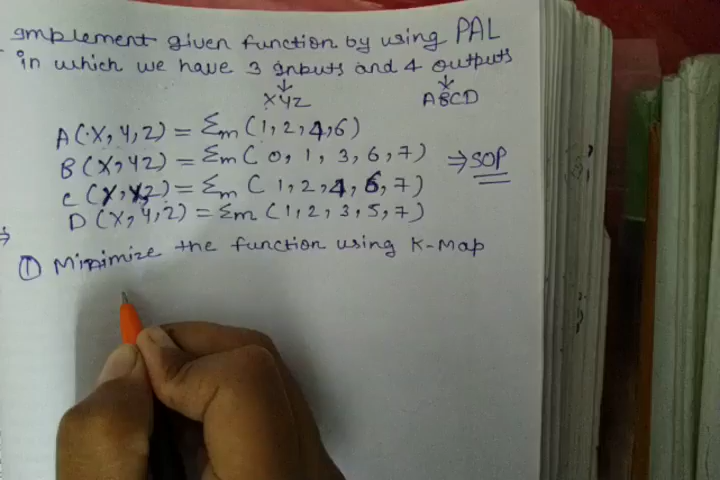 Implement given function by using PAL
in which we have 3 inputs and 4 outputs
↓ ↓
XYZ ABCD
A(X,Y,Z) = Σm (1,2,4,6)
B(X,YZ) = Σm ( 0, 1, 3, 6, 7) ⇒ SOP
C (X,YZ) = Σm ( 1,2,4, 6, 7)
D (X,Y,Z) = Σm (1,2,3,5,7)
⇒
① Minimize the function using K-Map